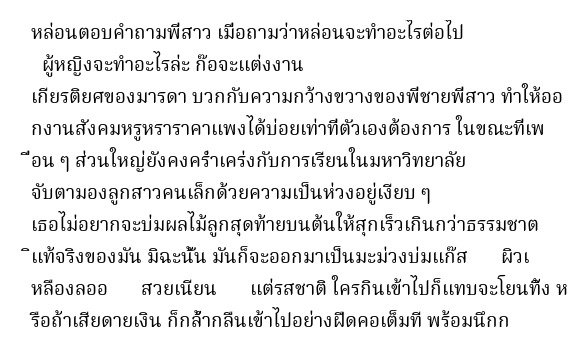 หล่อนตอบคำถามพี่สาว เมื่อถามว่าหล่อนจะทำอะไรต่อไป
ผู้หญิงจะทำอะไรล่ะ ก๊อจะแต่งงาน
เกียรติยศของมารดา บวกกับความกว้างขวางของพี่ชายพี่สาว ทำให้ออ
กงานสังคมหรูหราราคาแพงได้บ่อยเท่าที่ตัวเองต้องการ ในขณะที่เพ
ื่อน ๆ ส่วนใหญ่ยังคงคร่ำเคร่งกับการเรียนในมหาวิทยาลัย
จับตามองลูกสาวคนเล็กด้วยความเป็นห่วงอยู่เงียบ ๆ
เธอไม่อยากจะบ่มผลไม้ลูกสุดท้ายบนต้นให้สุกเร็วเกินกว่าธรรมชาต
ิแท้จริงของมัน มิฉะนั้น มันก็จะออกมาเป็นมะม่วงบ่มแก๊ส ผิวเ
หลืองลออ สวยเนียน แต่รสชาติ ใครกินเข้าไปก็แทบจะโยนทิ้ง ห
รือถ้าเสียดายเงิน ก็กล้ำกลืนเข้าไปอย่างฝืดคอเต็มที พร้อมนึกก